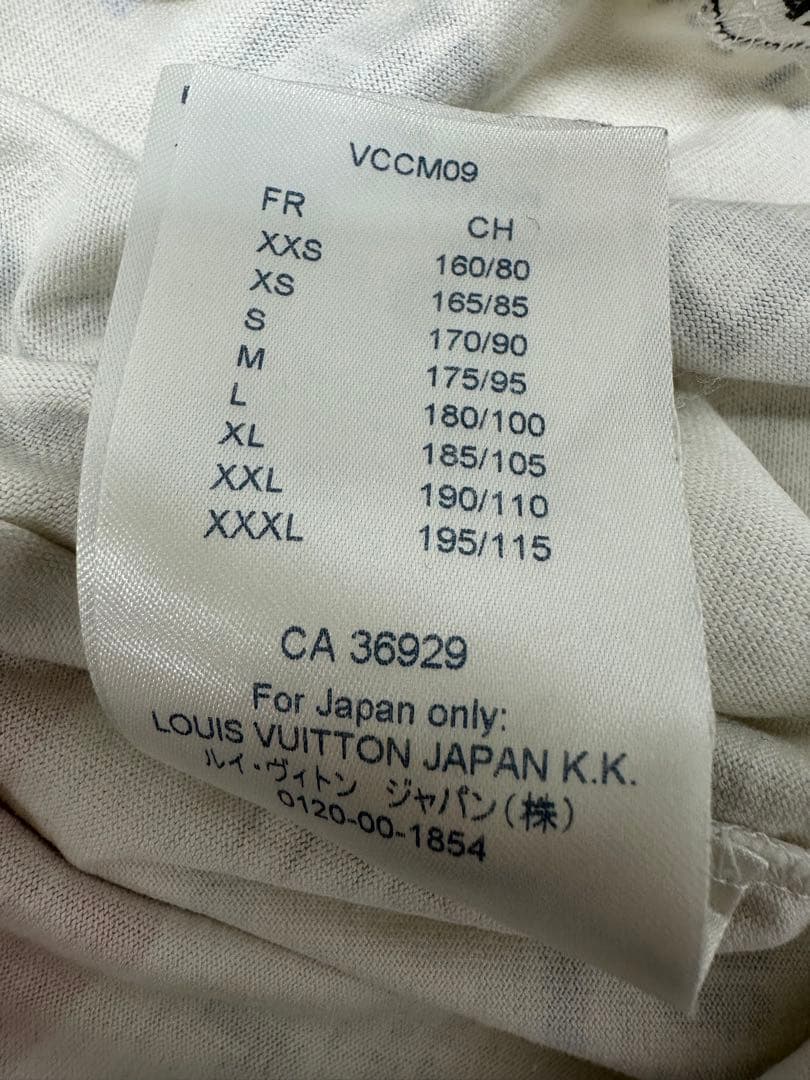 VCCM09
FR CH
XXS 160/80
XS 165/85
S 170/90
M 175/95
L 180/100
XL 185/105
XXL 190/110
XXXL 195/115
CA 36929
For Japan only:
LOUIS VUITTON JAPAN K.K.
ルイ・ヴィトン ジャパン(株)
0120-00-1854